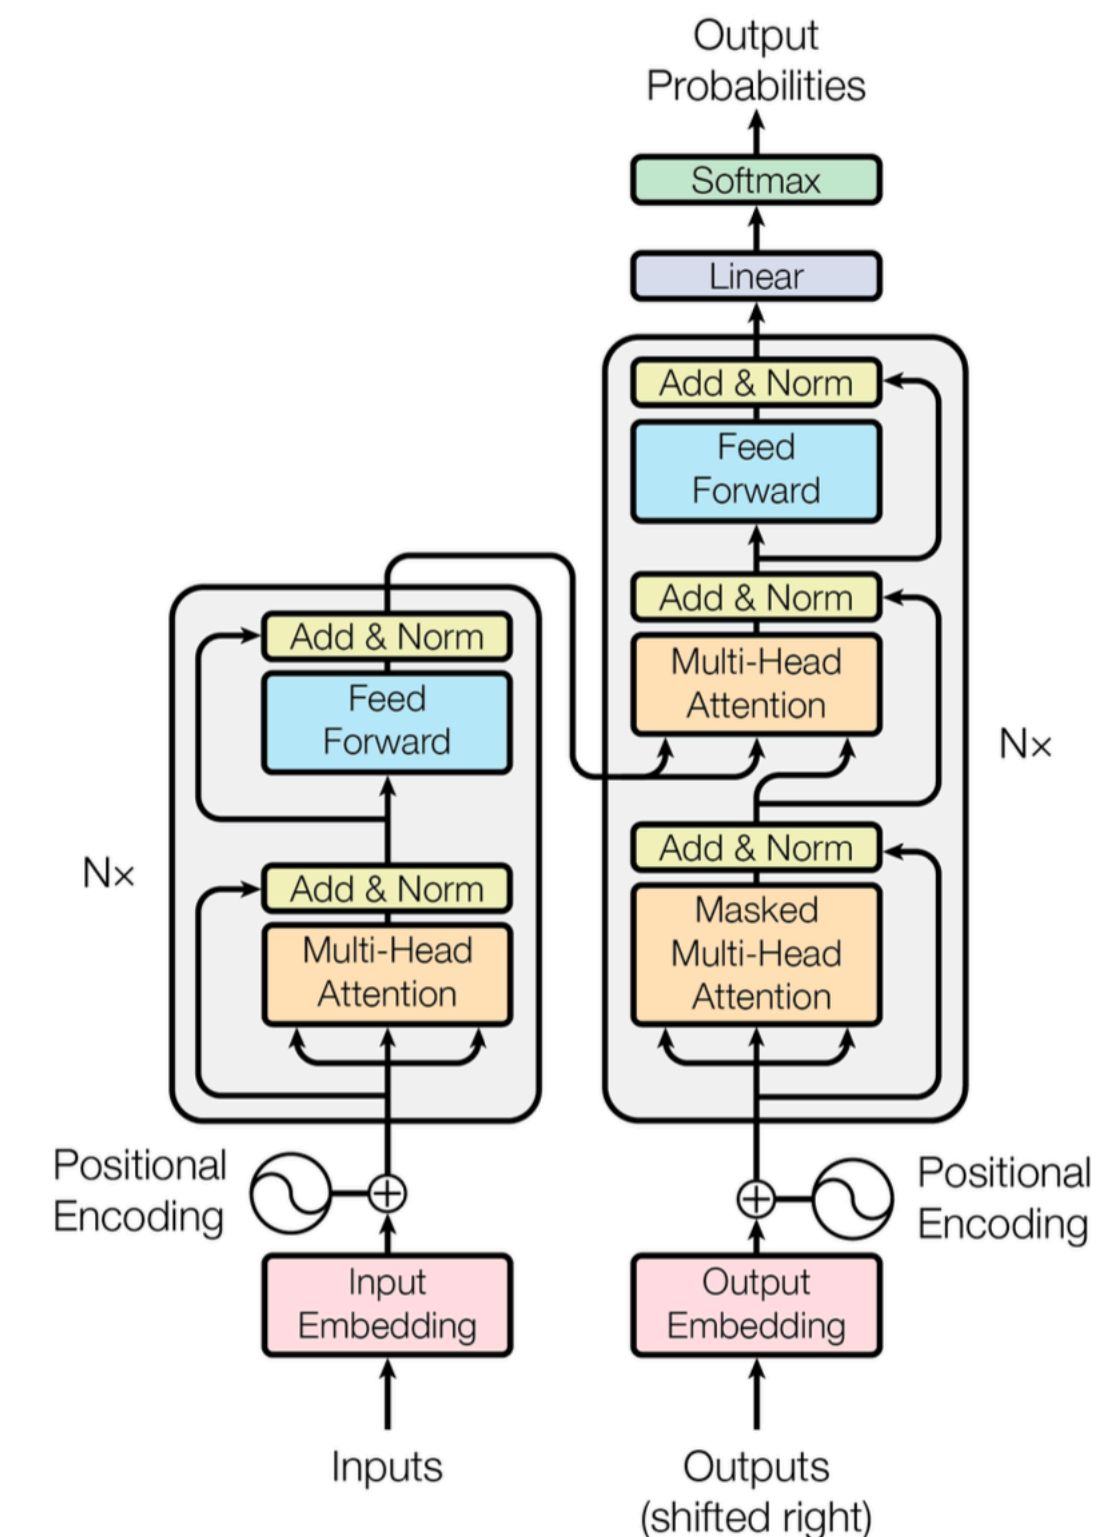 Output
Probabilities
Softmax
Linear
Add & Norm
Feed
Forward
Add & Norm
Multi-Head
Attention
N×
Add & Norm
Masked
Multi-Head
Attention
Positional
Encoding
Output
Embedding
Outputs
(shifted right)
Add & Norm
Feed
Forward
N×
Add & Norm
Multi-Head
Attention
Positional
Encoding
Input
Embedding
Inputs